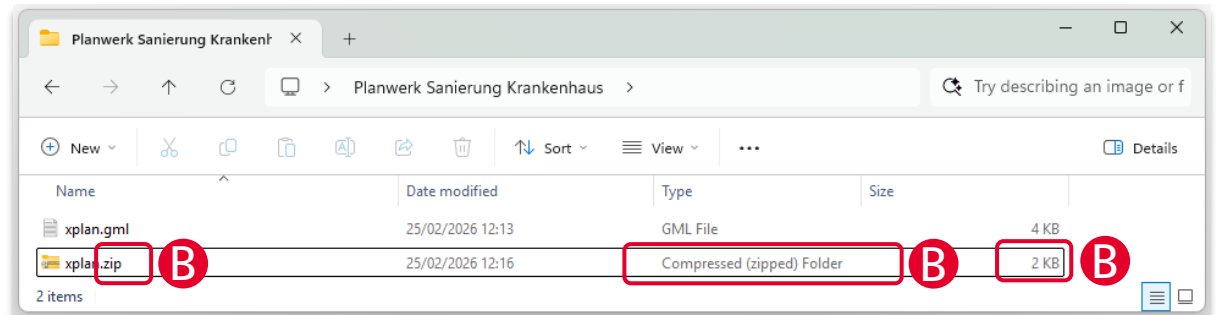 Planwerk Sanierung Krankenh
Planwerk Sanierung Krankenhaus
Try describing an image or f
New
A
Sort
View
Details
Name Date modified Type Size
xplan.gml 25/02/2026 12:13 GML File 4 KB
xplan.zip B 25/02/2026 12:16 Compressed (zipped) Folder B 2 KB B
2 items